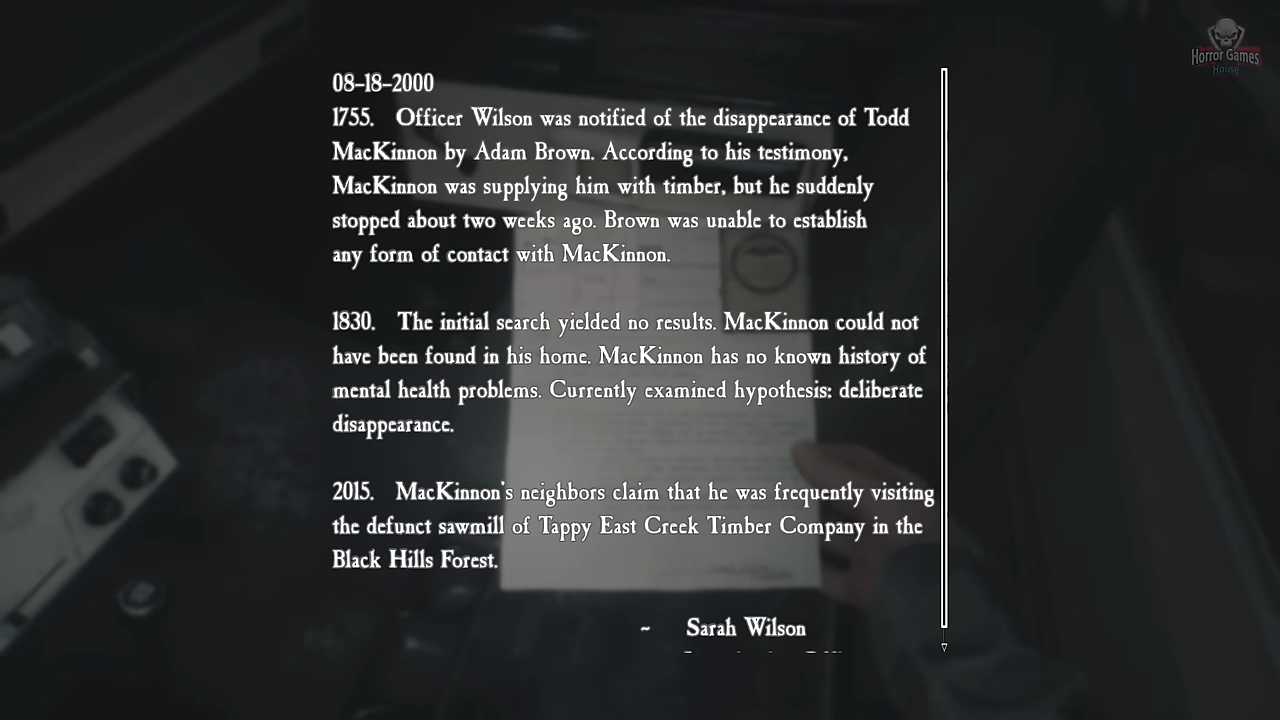 08-18-2000
1755. Officer Wilson was notified of the disappearance of Todd
MacKinnon by Adam Brown. According to his testimony,
MacKinnon was supplying him with timber, but he suddenly
stopped about two weeks ago. Brown was unable to establish
any form of contact with MacKinnon.
1830. The initial search yielded no results. MacKinnon could not
have been found in his home. MacKinnon has no known history of
mental health problems. Currently examined hypothesis: deliberate
disappearance.
2015. MacKinnon's neighbors claim that he was frequently visiting
the defunct sawmill of Tappy East Creek Timber Company in the
Black Hills Forest.
~ Sarah Wilson
Horror Games
House